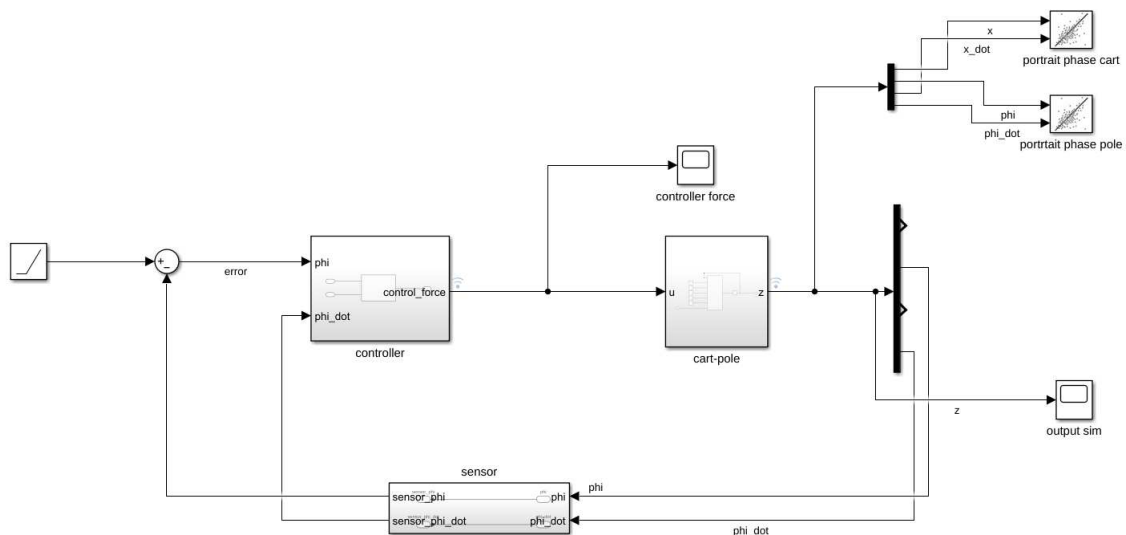 x
x_dot
portrait phase cart
phi
phi_dot
portrtait phase pole
controller force
+
−
error
phi
control_force
phi_dot
controller
u
z
cart-pole
z
output sim
sensor
sensor_phi
phi
phi
sensor_phi_dot
phi_dot
phi_dot